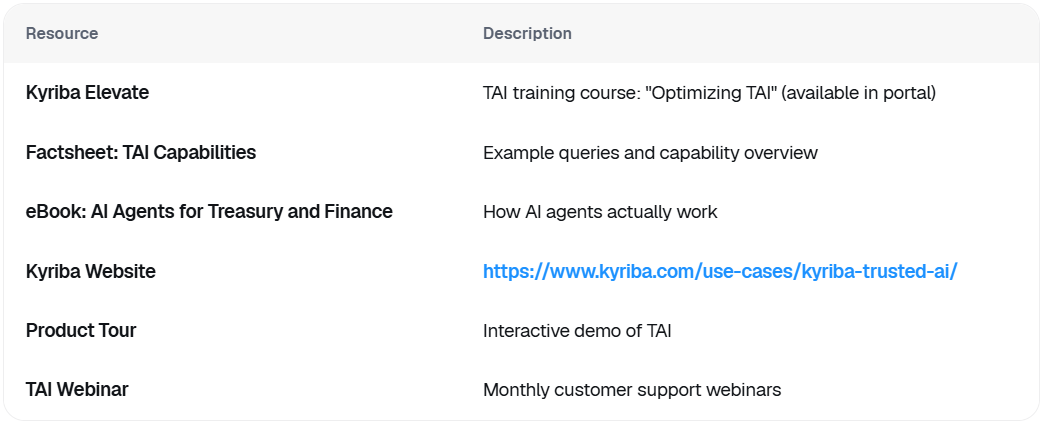 Resource Description
Kyriba Elevate TAI training course: "Optimizing TAI" (available in portal)
Factsheet: TAI Capabilities Example queries and capability overview
eBook: AI Agents for Treasury and Finance How AI agents actually work
Kyriba Website https://www.kyriba.com/use-cases/kyriba-trusted-ai/
Product Tour Interactive demo of TAI
TAI Webinar Monthly customer support webinars